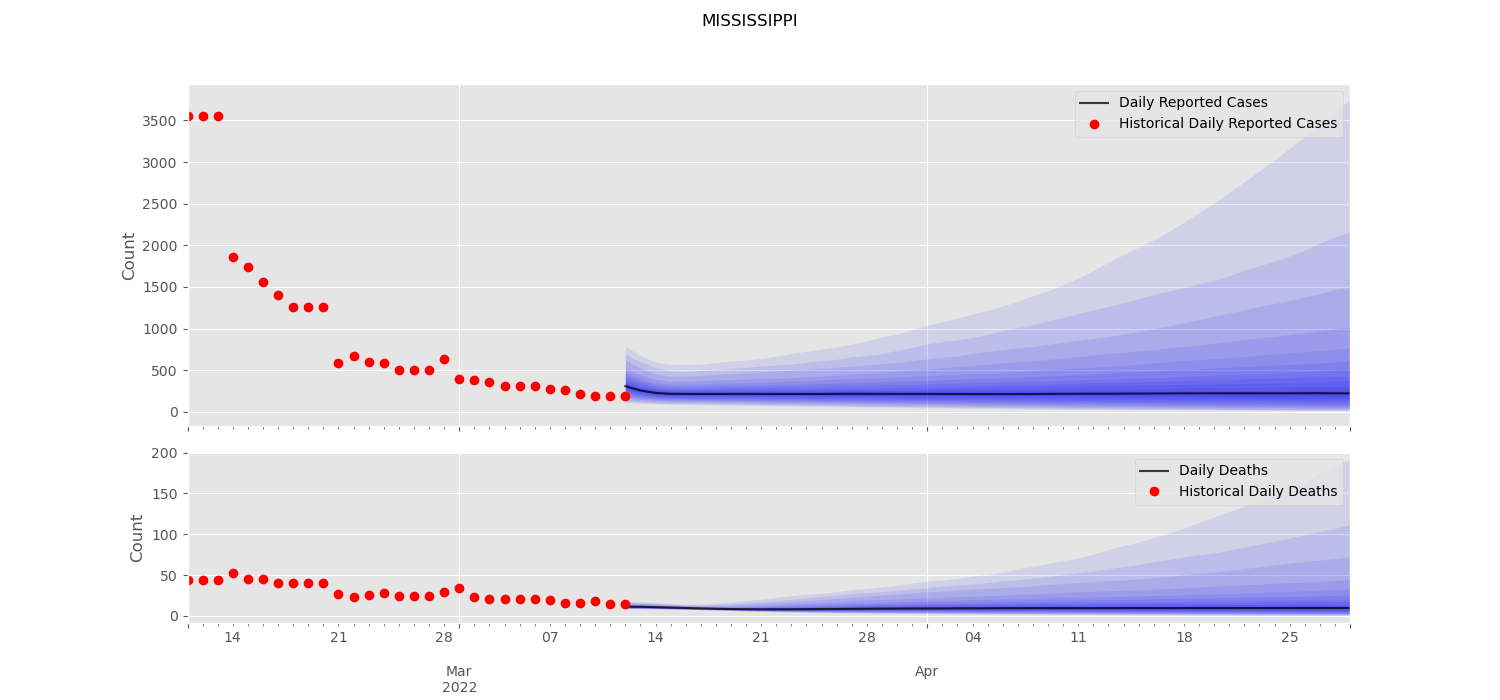 MISSISSIPPI
Daily Reported Cases
Historical Daily Reported Cases
Count
3500
3000
2500
2000
1500
1000
500
0
Daily Deaths
Historical Daily Deaths
Count
200
150
100
50
0
14 21 28 07 14 21 28 04 11 18 25
Mar Apr
2022